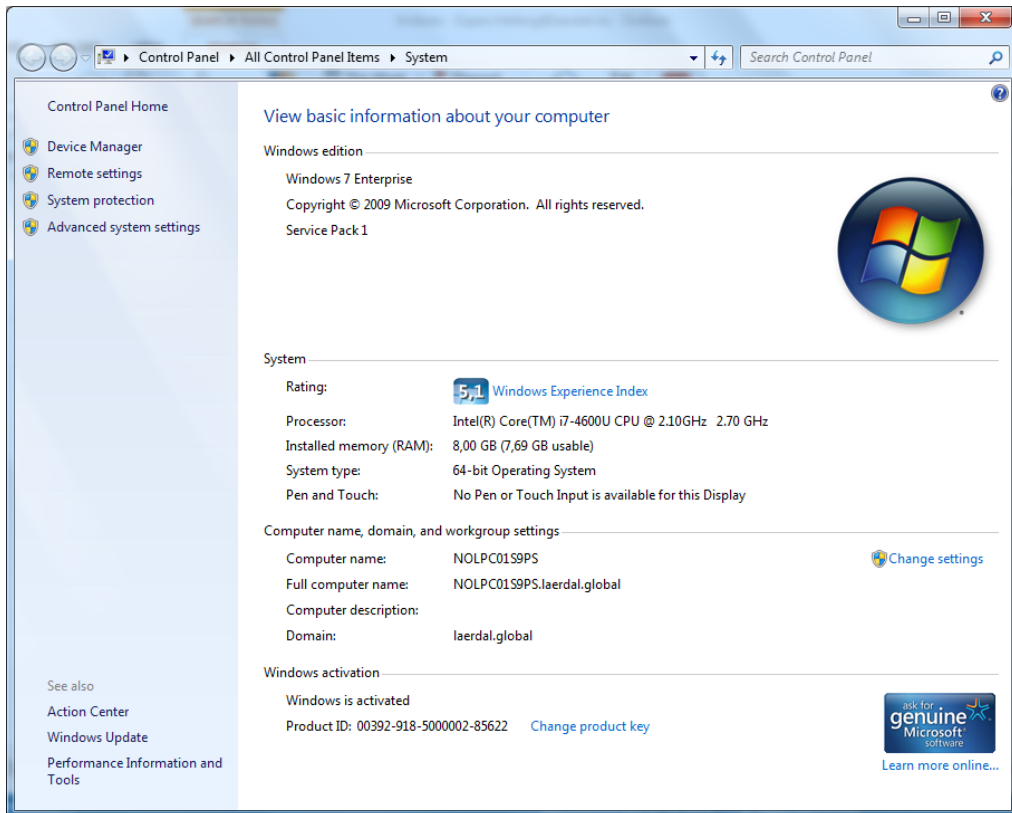 Control Panel ▸ All Control Panel Items ▸ System
Search Control Panel
Control Panel Home
Device Manager
Remote settings
System protection
Advanced system settings
See also
Action Center
Windows Update
Performance Information and
Tools
View basic information about your computer
Windows edition
Windows 7 Enterprise
Copyright © 2009 Microsoft Corporation. All rights reserved.
Service Pack 1
System
Rating: 5,1 Windows Experience Index
Processor: Intel(R) Core(TM) i7-4600U CPU @ 2.10GHz 2.70 GHz
Installed memory (RAM): 8,00 GB (7,69 GB usable)
System type: 64-bit Operating System
Pen and Touch: No Pen or Touch Input is available for this Display
Computer name, domain, and workgroup settings
Computer name: NOLPC01S9PS
Change settings
Full computer name: NOLPC01S9PS.laerdal.global
Computer description:
Domain: laerdal.global
Windows activation
Windows is activated
Product ID: 00392-918-5000002-85622 Change product key
ask for
genuine
Microsoft
software
Learn more online...